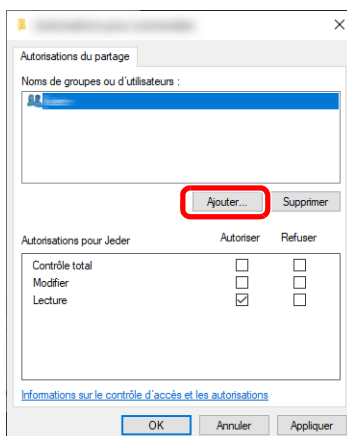 Autorisations du partage
Noms de groupes ou d'utilisateurs :
Ajouter... Supprimer
Autorisations pour Jeder Autoriser Refuser
Contrôle total
Modifier
Lecture
Informations sur le contrôle d'accès et les autorisations
OK Annuler Appliquer